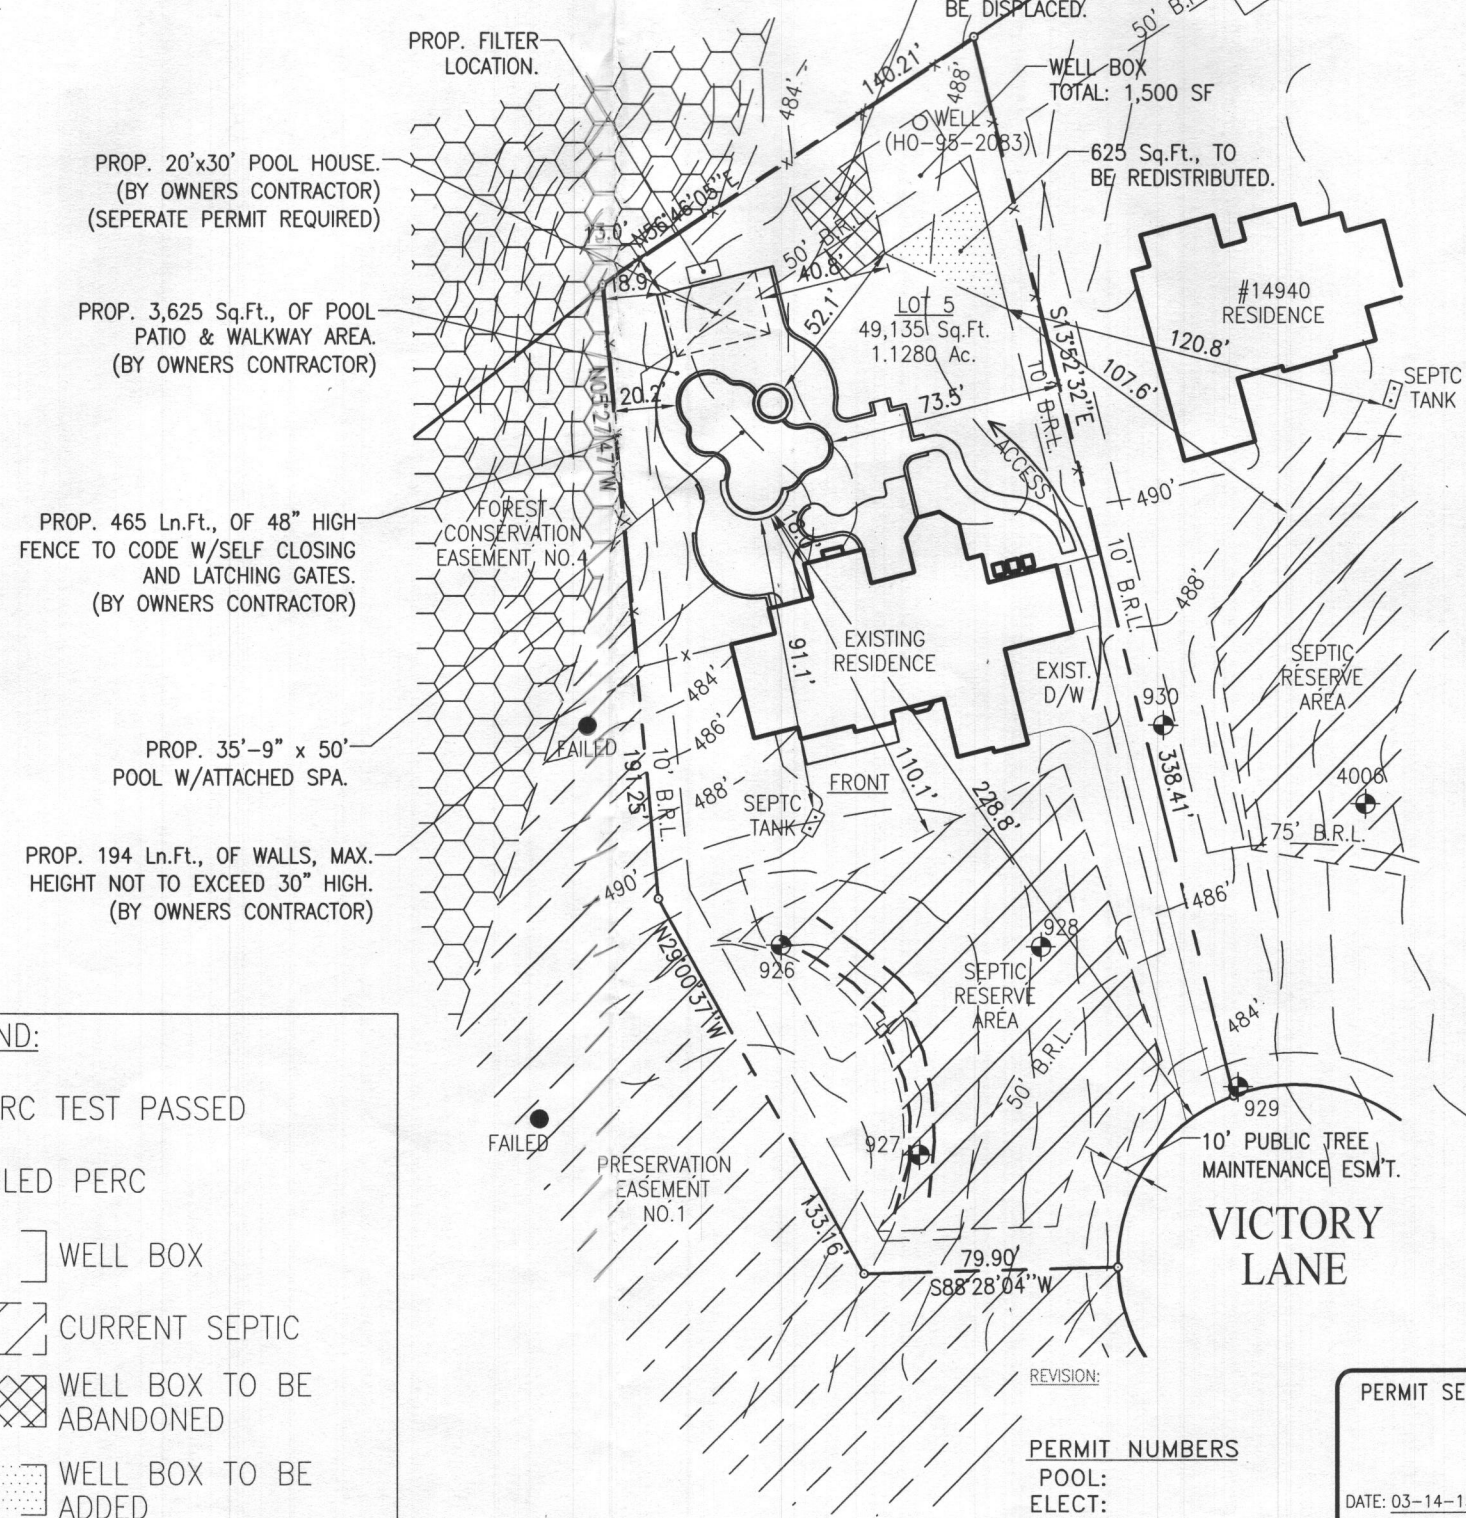 BE DISPLACED.
50' B.R.L.
PROP. FILTER
LOCATION.
140.21'
484'
488'
WELL BOX
TOTAL: 1,500 SF
WELL
(HO-95-2083)
625 Sq.Ft., TO
BE REDISTRIBUTED.
PROP. 20'x30' POOL HOUSE.
(BY OWNERS CONTRACTOR)
(SEPERATE PERMIT REQUIRED)
13.0'
N56°46'05"E
50' B.R.L.
40.8'
18.9'
52.1'
LOT 5
49,135 Sq.Ft.
1.1280 Ac.
#14940
RESIDENCE
PROP. 3,625 Sq.Ft., OF POOL
PATIO & WALKWAY AREA.
(BY OWNERS CONTRACTOR)
S13°52'32"E
120.8'
107.6'
SEPTC
TANK
20.2'
N05°27'47"W
73.5'
10' B.R.L.
ACCESS
490'
FOREST
CONSERVATION
EASEMENT NO.4
PROP. 465 Ln.Ft., OF 48" HIGH
FENCE TO CODE W/SELF CLOSING
AND LATCHING GATES.
(BY OWNERS CONTRACTOR)
10' B.R.L.
488'
EXISTING
RESIDENCE
91.1'
EXIST.
D/W
SEPTIC
RESERVE
AREA
484'
486'
488'
930
FAILED
PROP. 35'-9" x 50'
POOL W/ATTACHED SPA.
191.25'
10' B.R.L.
FRONT
110.1'
228.8'
338.41'
4006
75' B.R.L.
SEPTC
TANK
PROP. 194 Ln.Ft., OF WALLS, MAX.
HEIGHT NOT TO EXCEED 30" HIGH.
(BY OWNERS CONTRACTOR)
490'
486'
N29°00'37"W
926
928
SEPTIC
RESERVE
AREA
484'
50' B.R.L.
ND:
RC TEST PASSED
LED PERC
WELL BOX
CURRENT SEPTIC
WELL BOX TO BE
ABANDONED
WELL BOX TO BE
ADDED
FAILED
927
929
10' PUBLIC TREE
MAINTENANCE ESM'T.
PRESERVATION
EASEMENT
NO.1
133.16'
79.90'
S88°28'04"W
VICTORY
LANE
REVISION:
PERMIT NUMBERS
POOL:
ELECT:
PERMIT SE
DATE: 03-14-1